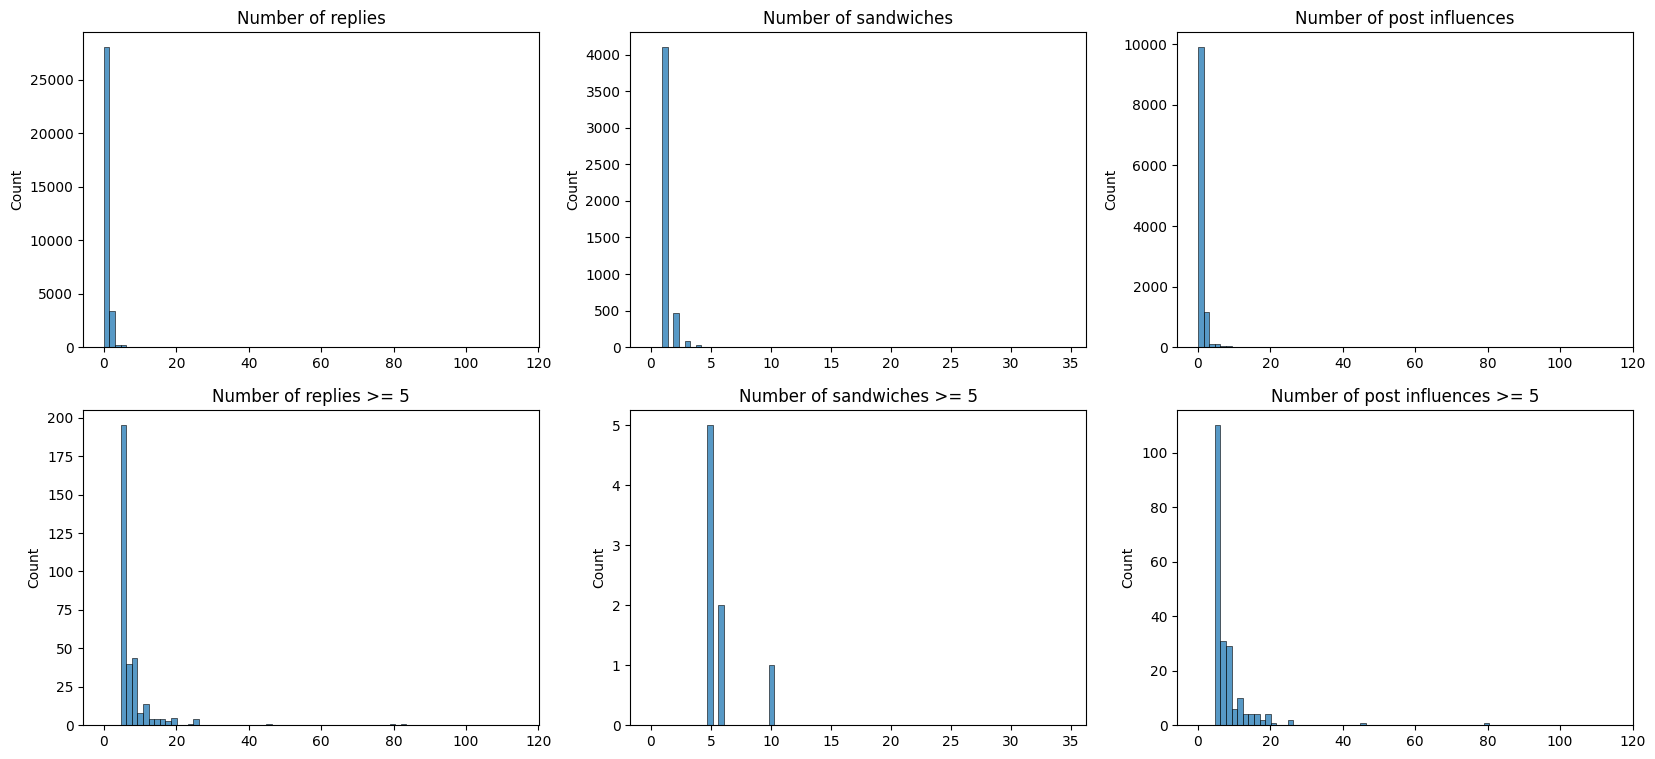 Number of replies
Number of sandwiches
Number of post influences
25000
20000
15000
10000
5000
0
Count
0 20 40 60 80 100 120
4000
3500
3000
2500
2000
1500
1000
500
0
Count
0 5 10 15 20 25 30 35
10000
8000
6000
4000
2000
0
Count
0 20 40 60 80 100 120
Number of replies >= 5
Number of sandwiches >= 5
Number of post influences >= 5
200
175
150
125
100
75
50
25
0
Count
0 20 40 60 80 100 120
5
4
3
2
1
0
Count
0 5 10 15 20 25 30 35
100
80
60
40
20
0
Count
0 20 40 60 80 100 120